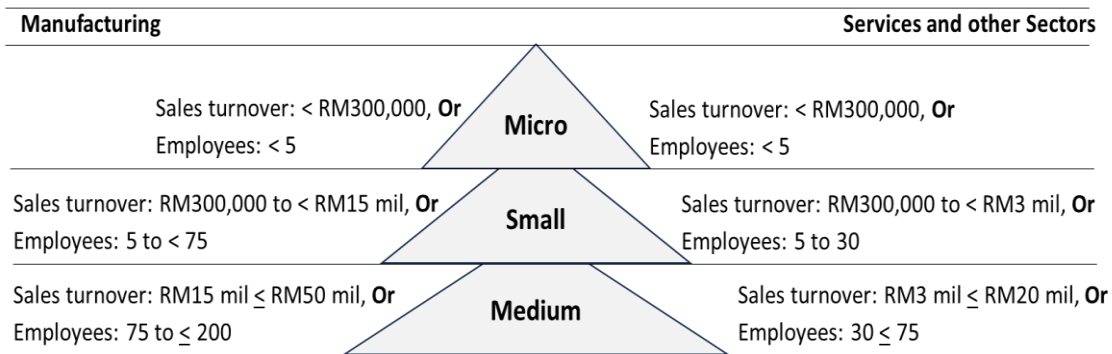 Manufacturing
Services and other Sectors
Sales turnover: < RM300,000, Or
Employees: < 5
Micro
Sales turnover: < RM300,000, Or
Employees: < 5
Sales turnover: RM300,000 to < RM15 mil, Or
Employees: 5 to < 75
Small
Sales turnover: RM300,000 to < RM3 mil, Or
Employees: 5 to 30
Sales turnover: RM15 mil ≤ RM50 mil, Or
Employees: 75 to ≤ 200
Medium
Sales turnover: RM3 mil ≤ RM20 mil, Or
Employees: 30 ≤ 75